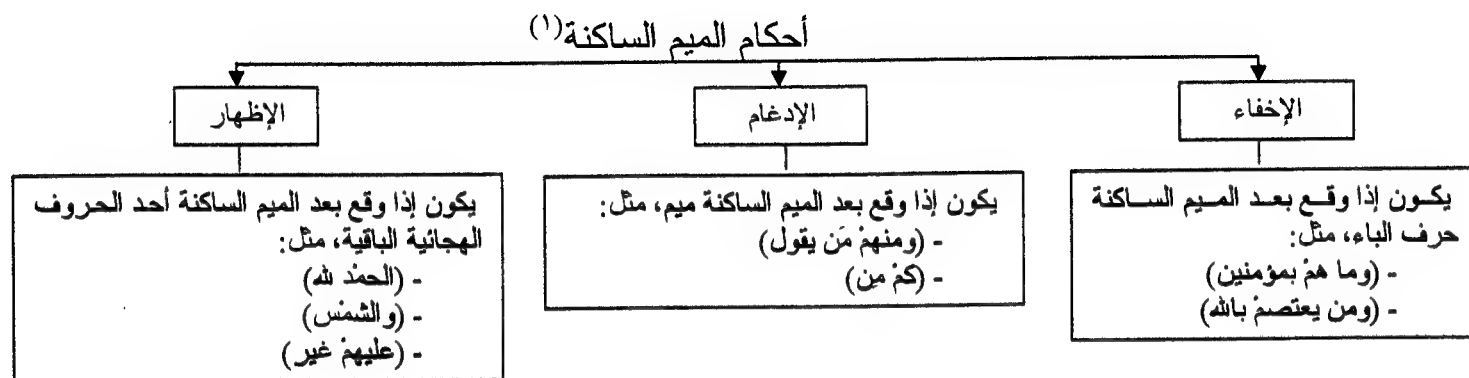 أحكام الميم الساكنة(١)
الإخفاء
يكون إذا وقع بعد الميم الساكنة
حرف الباء، مثل:
- (وما همْ بمؤمنين)
- (ومن يعتصمْ بالله)
الإدغام
يكون إذا وقع بعد الميم الساكنة ميم، مثل:
- (ومنهمْ مَن يقول)
- (كمْ مِن)
الإظهار
يكون إذا وقع بعد الميم الساكنة أحد الحروف
الهجائية الباقية، مثل:
- (الحمْد لله)
- (والشمْس)
- (عليهمْ غير)